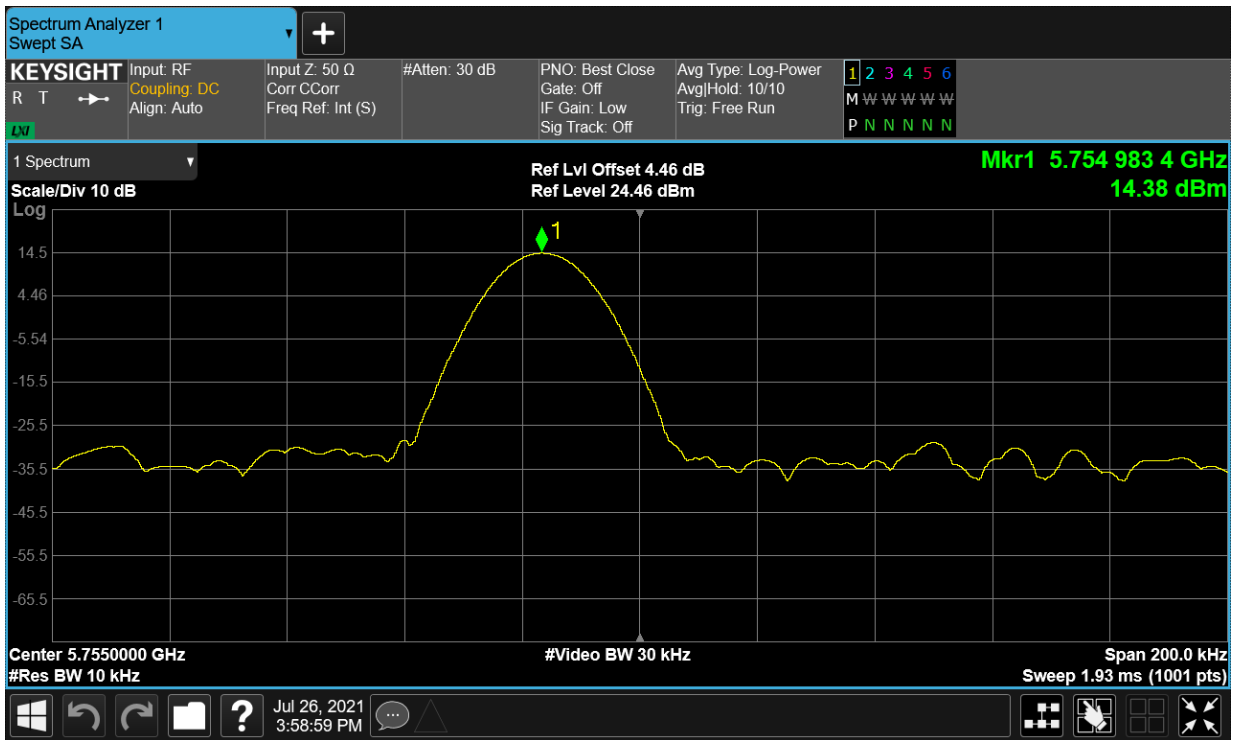 Spectrum Analyzer 1
Swept SA
+
KEYSIGHT
R T
LXI
Input: RF
Coupling: DC
Align: Auto
Input Z: 50 Ω
Corr CCorr
Freq Ref: Int (S)
#Atten: 30 dB
PNO: Best Close
Gate: Off
IF Gain: Low
Sig Track: Off
Avg Type: Log-Power
Avg|Hold: 10/10
Trig: Free Run
1 2 3 4 5 6
M W W W W W
P N N N N N
1 Spectrum
Scale/Div 10 dB
Log
Ref Lvl Offset 4.46 dB
Ref Level 24.46 dBm
Mkr1 5.754 983 4 GHz
14.38 dBm
1
14.5
4.46
-5.54
-15.5
-25.5
-35.5
-45.5
-55.5
-65.5
Center 5.7550000 GHz
#Res BW 10 kHz
#Video BW 30 kHz
Span 200.0 kHz
Sweep 1.93 ms (1001 pts)
?
Jul 26, 2021
3:58:59 PM